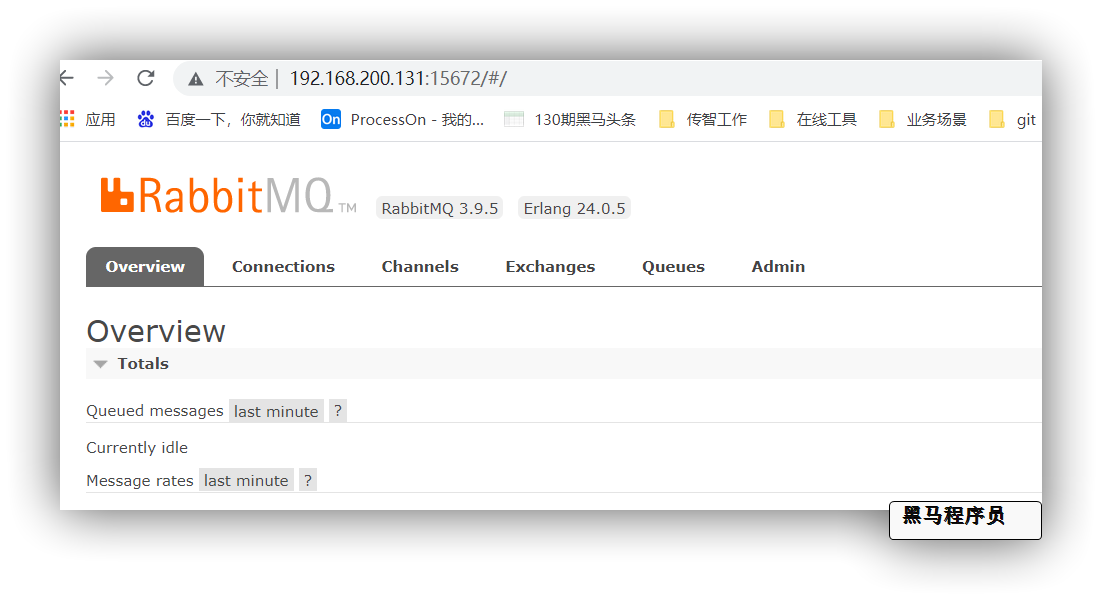 不安全 | 192.168.200.131:15672/#/
应用 百度一下，你就知道 On ProcessOn - 我的... 130期黑马头条 传智工作 在线工具 业务场景 git
RabbitMQ TM RabbitMQ 3.9.5 Erlang 24.0.5
Overview Connections Channels Exchanges Queues Admin
Overview
Totals
Queued messages last minute ?
Currently idle
Message rates last minute ?
黑马程序员